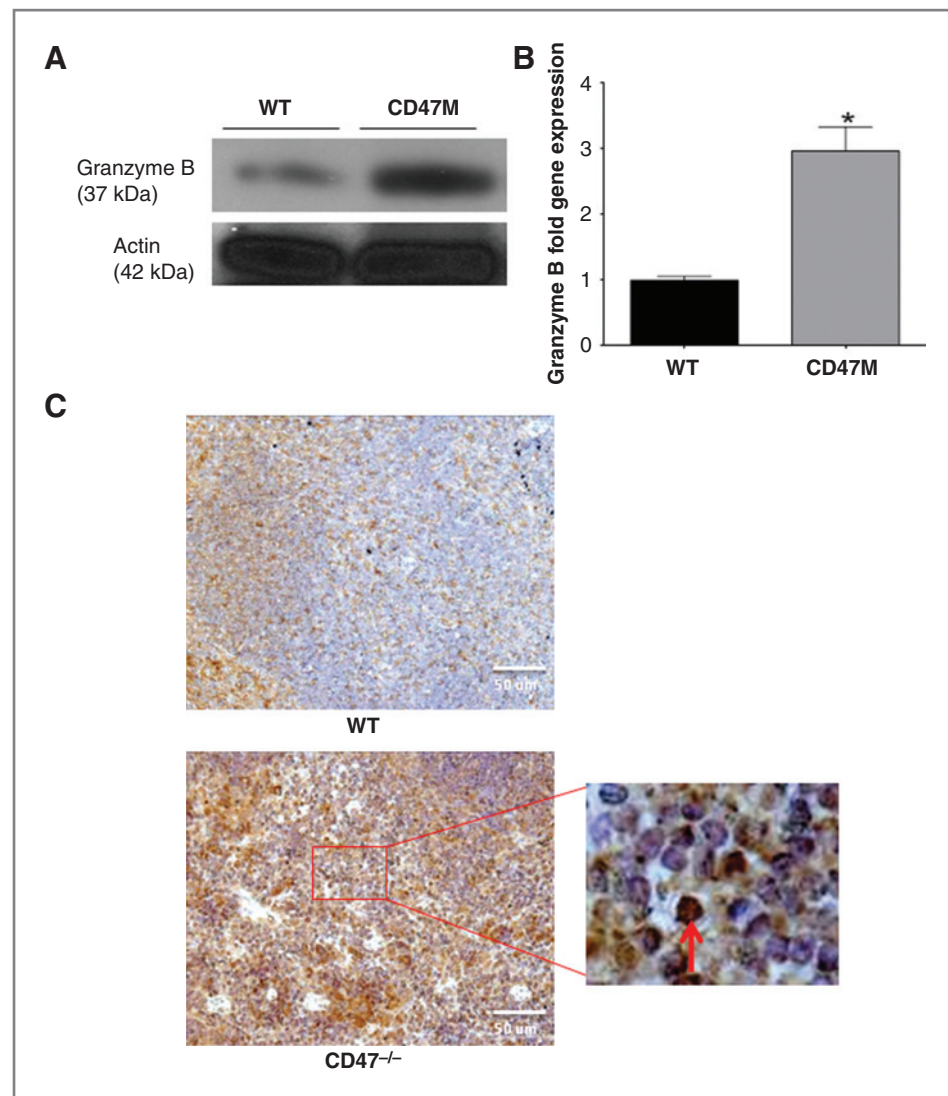 A
WT
CD47M
Granzyme B
(37 kDa)
Actin
(42 kDa)
B
Granzyme B fold gene expression
4
3
2
1
0
*
WT
CD47M
C
50 um
WT
50 um
CD47–/–